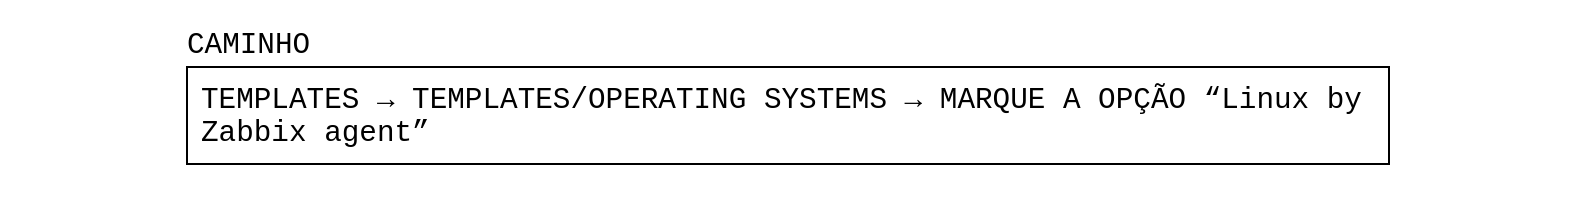 CAMINHO
TEMPLATES → TEMPLATES/OPERATING SYSTEMS → MARQUE A OPÇÃO “Linux by
Zabbix agent”